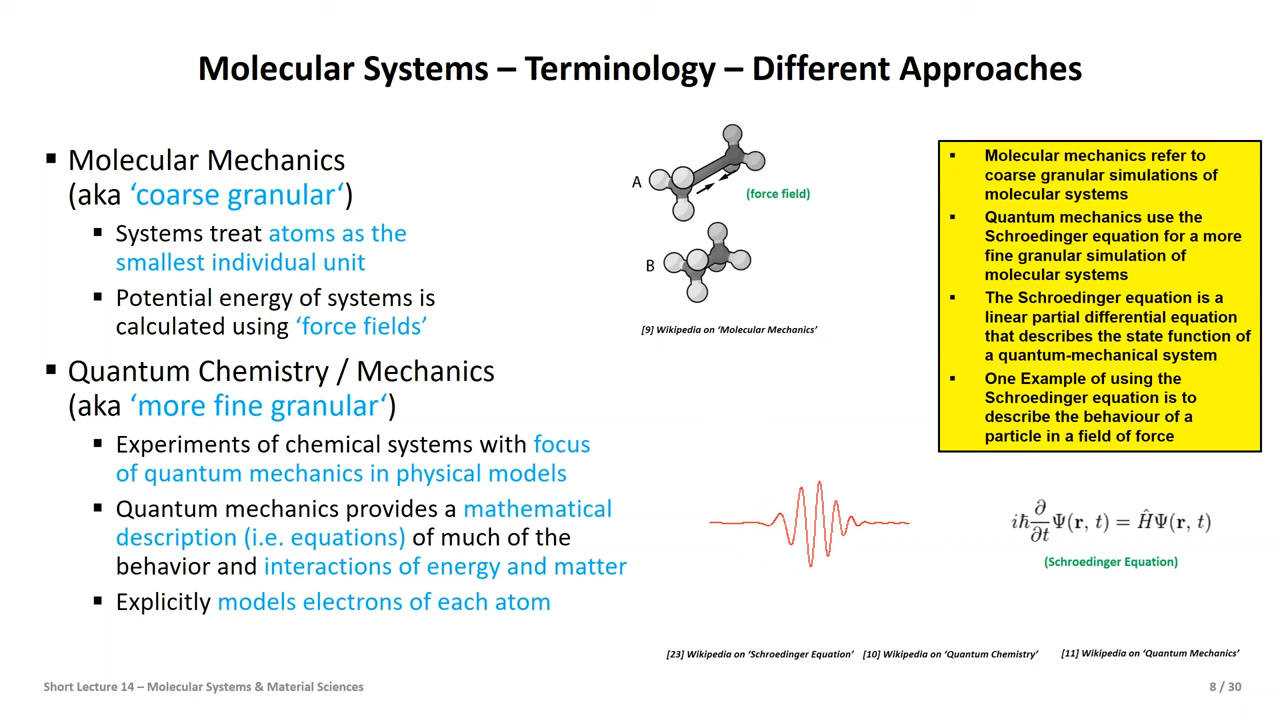 Molecular Systems – Terminology – Different Approaches
▪ Molecular Mechanics
(aka ‘coarse granular‘)
▪ Systems treat atoms as the
smallest individual unit
▪ Potential energy of systems is
calculated using ‘force fields’
▪ Quantum Chemistry / Mechanics
(aka ‘more fine granular‘)
▪ Experiments of chemical systems with focus
of quantum mechanics in physical models
▪ Quantum mechanics provides a mathematical
description (i.e. equations) of much of the
behavior and interactions of energy and matter
▪ Explicitly models electrons of each atom
A
(force field)
B
[9] Wikipedia on ‘Molecular Mechanics’
▪ Molecular mechanics refer to
coarse granular simulations of
molecular systems
▪ Quantum mechanics use the
Schroedinger equation for a more
fine granular simulation of
molecular systems
▪ The Schroedinger equation is a
linear partial differential equation
that describes the state function of
a quantum-mechanical system
▪ One Example of using the
Schroedinger equation is to
describe the behaviour of a
particle in a field of force
iħ ∂/∂t Ψ(r, t) = ĤΨ(r, t)
(Schroedinger Equation)
[23] Wikipedia on ‘Schroedinger Equation’ [10] Wikipedia on ‘Quantum Chemistry’ [11] Wikipedia on ‘Quantum Mechanics’
Short Lecture 14 – Molecular Systems & Material Sciences
8 / 30